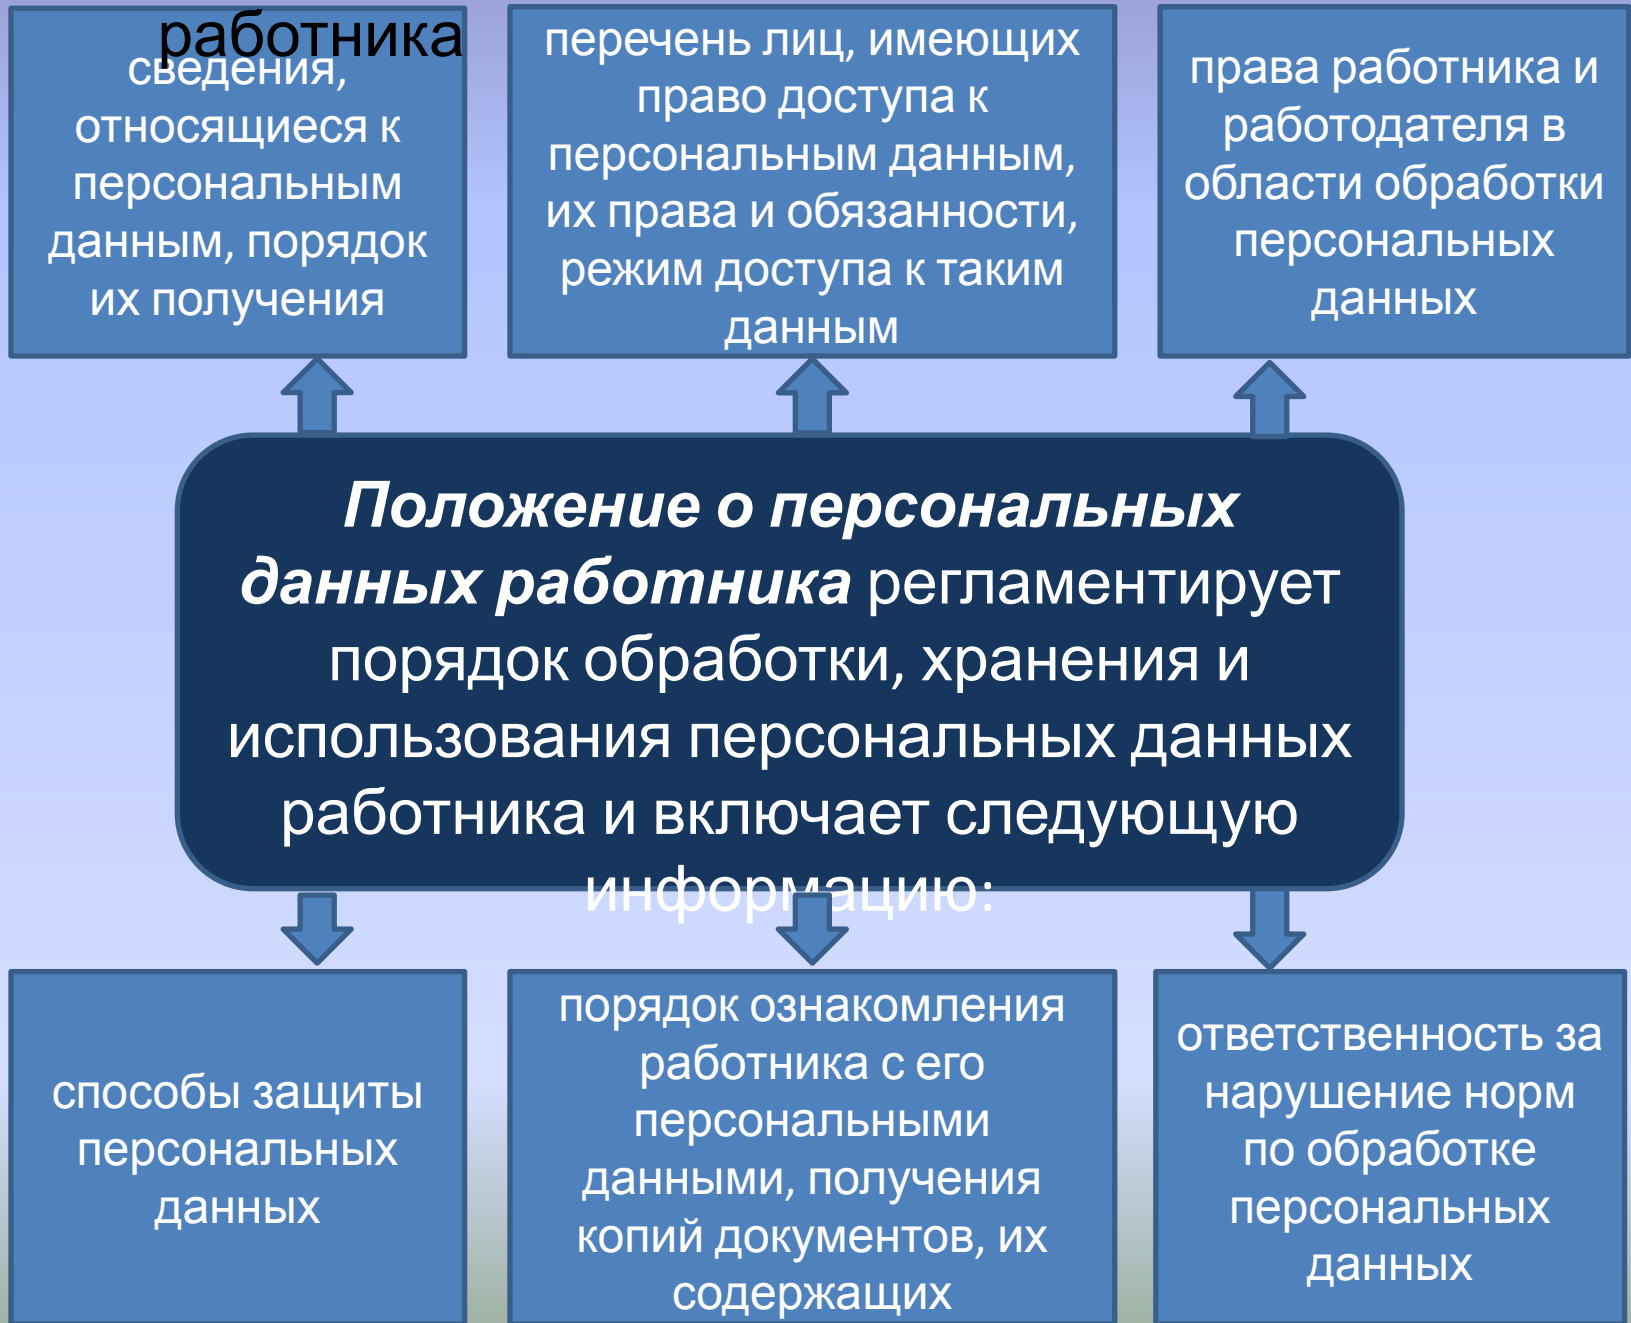 работника
сведения,
относящиеся к
персональным
данным, порядок
их получения
перечень лиц, имеющих
право доступа к
персональным данным,
их права и обязанности,
режим доступа к таким
данным
права работника и
работодателя в
области обработки
персональных
данных
Положение о персональных
данных работника регламентирует
порядок обработки, хранения и
использования персональных данных
работника и включает следующую
информацию:
способы защиты
персональных
данных
порядок ознакомления
работника с его
персональными
данными, получения
копий документов, их
содержащих
ответственность за
нарушение норм
по обработке
персональных
данных